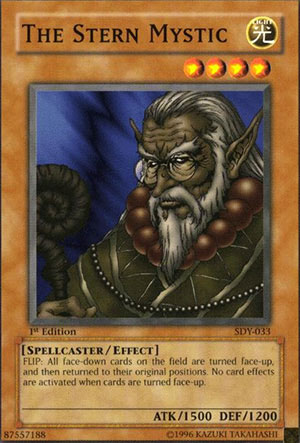 THE STERN MYSTIC
LIGHT
光
1st Edition
SDY-033
[SPELLCASTER/EFFECT]
FLIP: All face-down cards on the field are turned face-up,
and then returned to their original positions. No card effects
are activated when cards are turned face-up.
ATK/1500 DEF/1200
87557188
©1996 KAZUKI TAKAHASHI